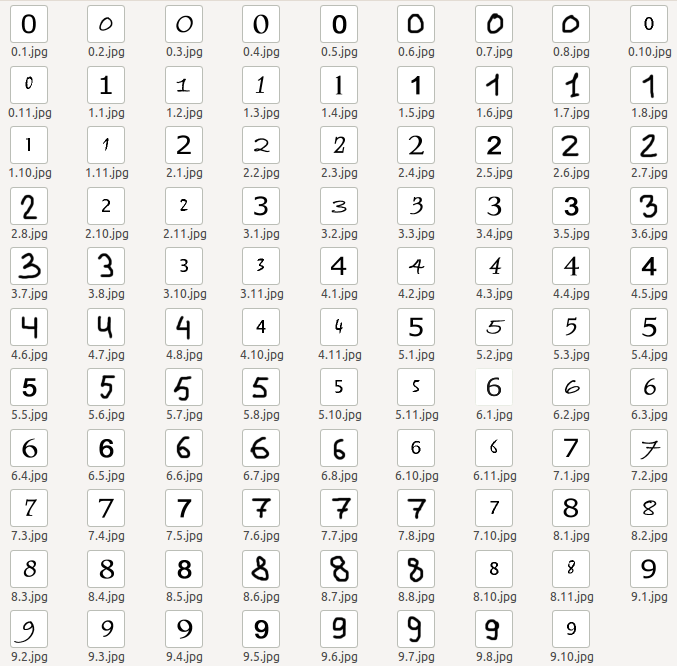 0 0 0 0 0 0 0 0 0
0.1.jpg 0.2.jpg 0.3.jpg 0.4.jpg 0.5.jpg 0.6.jpg 0.7.jpg 0.8.jpg 0.10.jpg
0 1 1 1 1 1 1 1 1
0.11.jpg 1.1.jpg 1.2.jpg 1.3.jpg 1.4.jpg 1.5.jpg 1.6.jpg 1.7.jpg 1.8.jpg
1 1 2 2 2 2 2 2 2
1.10.jpg 1.11.jpg 2.1.jpg 2.2.jpg 2.3.jpg 2.4.jpg 2.5.jpg 2.6.jpg 2.7.jpg
2 2 2 3 3 3 3 3 3
2.8.jpg 2.10.jpg 2.11.jpg 3.1.jpg 3.2.jpg 3.3.jpg 3.4.jpg 3.5.jpg 3.6.jpg
3 3 3 3 4 4 4 4 4
3.7.jpg 3.8.jpg 3.10.jpg 3.11.jpg 4.1.jpg 4.2.jpg 4.3.jpg 4.4.jpg 4.5.jpg
4 4 4 4 4 5 5 5 5
4.6.jpg 4.7.jpg 4.8.jpg 4.10.jpg 4.11.jpg 5.1.jpg 5.2.jpg 5.3.jpg 5.4.jpg
5 5 5 5 5 5 6 6 6
5.5.jpg 5.6.jpg 5.7.jpg 5.8.jpg 5.10.jpg 5.11.jpg 6.1.jpg 6.2.jpg 6.3.jpg
6 6 6 6 6 6 6 7 7
6.4.jpg 6.5.jpg 6.6.jpg 6.7.jpg 6.8.jpg 6.10.jpg 6.11.jpg 7.1.jpg 7.2.jpg
7 7 7 7 7 7 7 8 8
7.3.jpg 7.4.jpg 7.5.jpg 7.6.jpg 7.7.jpg 7.8.jpg 7.10.jpg 8.1.jpg 8.2.jpg
8 8 8 8 8 8 8 8 9
8.3.jpg 8.4.jpg 8.5.jpg 8.6.jpg 8.7.jpg 8.8.jpg 8.10.jpg 8.11.jpg 9.1.jpg
9 9 9 9 9 9 9 9
9.2.jpg 9.3.jpg 9.4.jpg 9.5.jpg 9.6.jpg 9.7.jpg 9.8.jpg 9.10.jpg